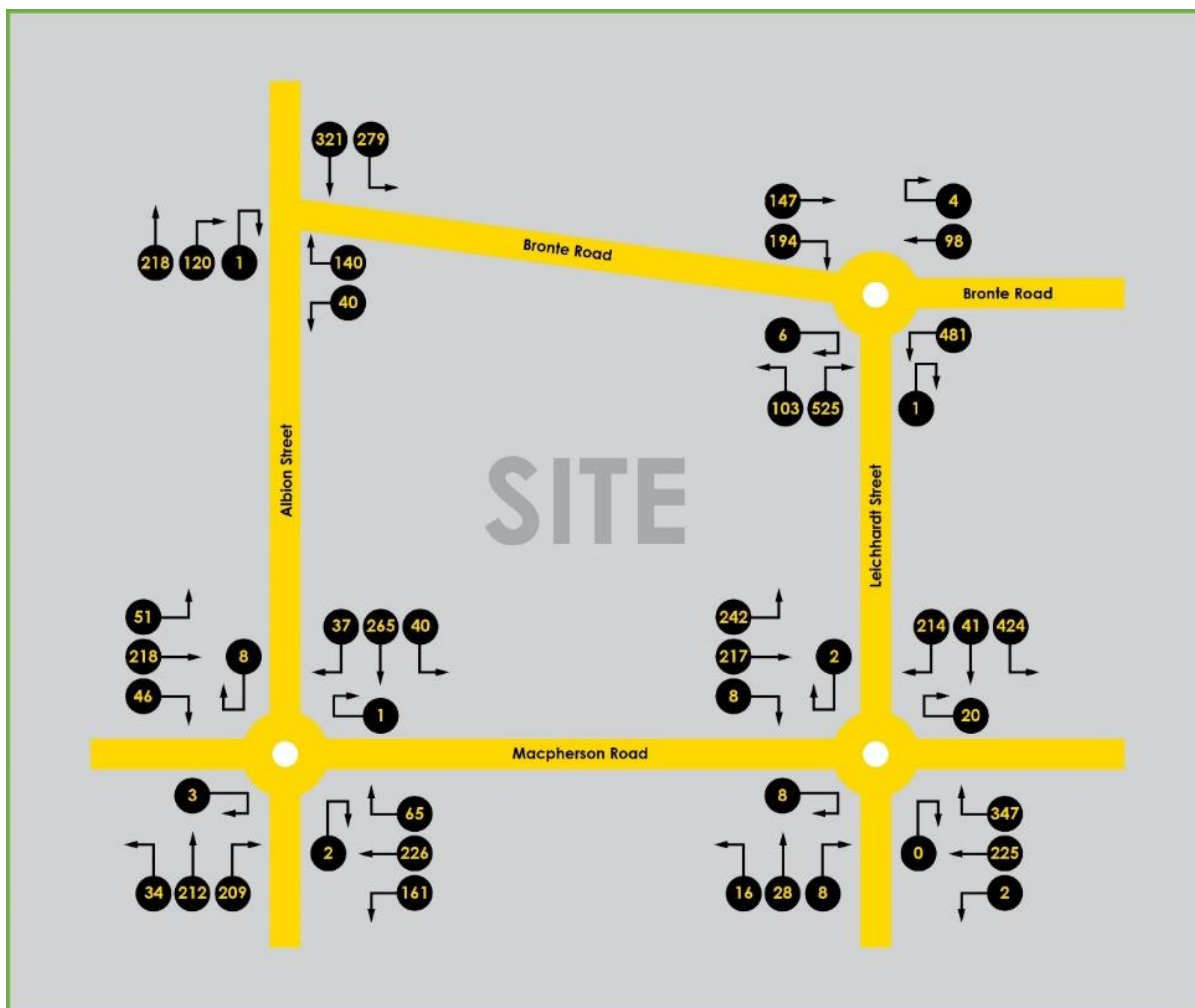 321 279
147 4
194 98
218 120 1
140
40
Bronte Road
Bronte Road
6 481
103 525 1
Albion Street
SITE
Leichhardt Street
51 37 265 40
218 8
46 1
242 214 41 424
217 2
8 20
Macpherson Road
3 65
2 226
34 212 209 161
8 347
0 225
16 28 8 2